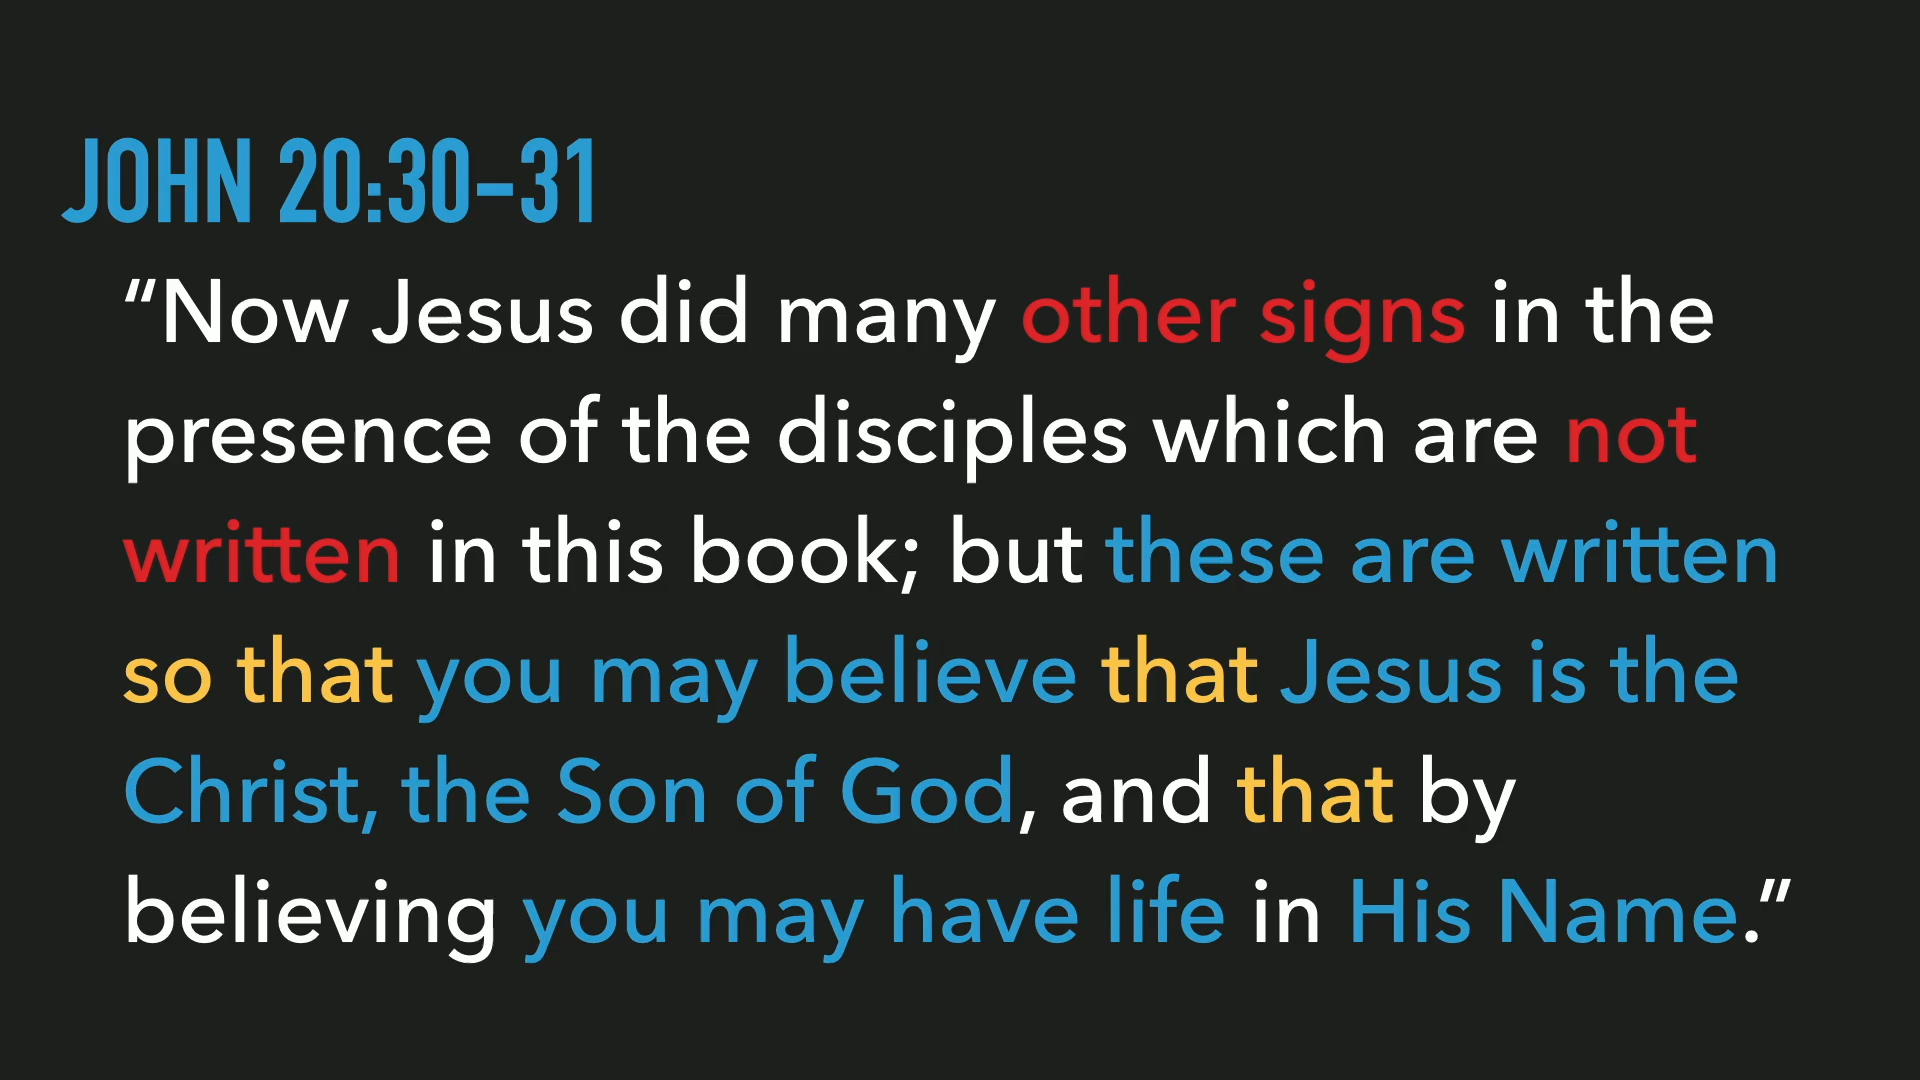 JOHN 20:30–31
“Now Jesus did many other signs in the
presence of the disciples which are not
written in this book; but these are written
so that you may believe that Jesus is the
Christ, the Son of God, and that by
believing you may have life in His Name.”